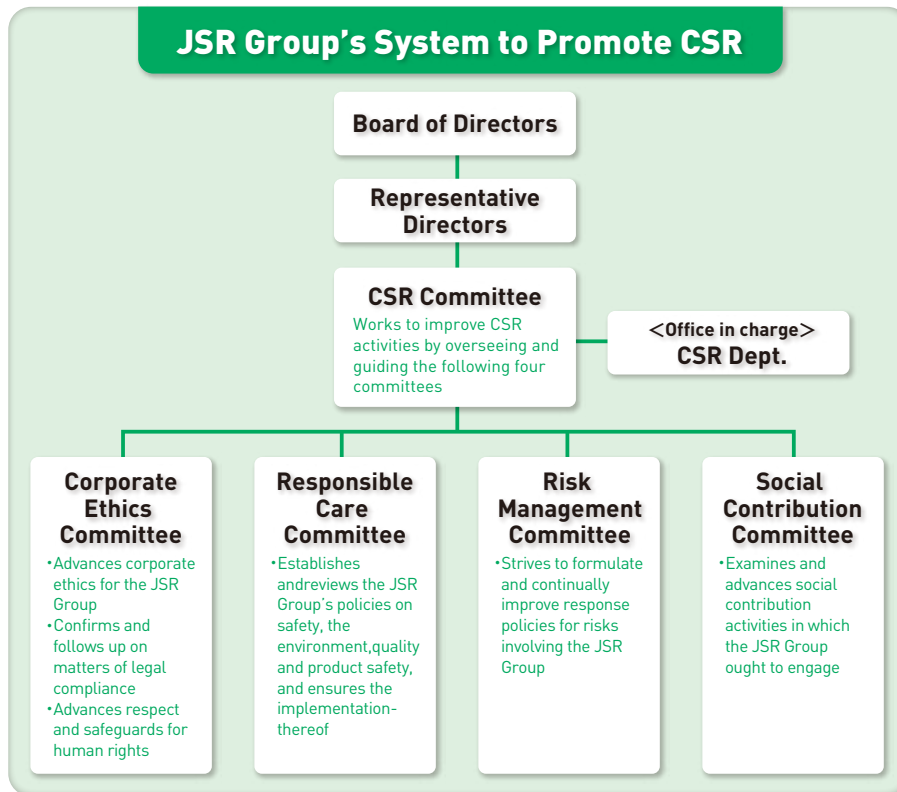 JSR Group's System to Promote CSR
Board of Directors
Representative
Directors
CSR Committee
Works to improve CSR
activities by overseeing and
guiding the following four
committees
<Office in charge>
CSR Dept.
Corporate
Ethics
Committee
・Advances corporate
ethics for the JSR
Group
・Confirms and
follows up on
matters of legal
compliance
・Advances respect
and safeguards for
human rights
Responsible
Care
Committee
・Establishes
andreviews the JSR
Group's policies on
safety, the
environment,quality
and product safety,
and ensures the
implementation-
thereof
Risk
Management
Committee
・Strives to formulate
and continually
improve response
policies for risks
involving the JSR
Group
Social
Contribution
Committee
・Examines and
advances social
contribution
activities in which
the JSR Group
ought to engage